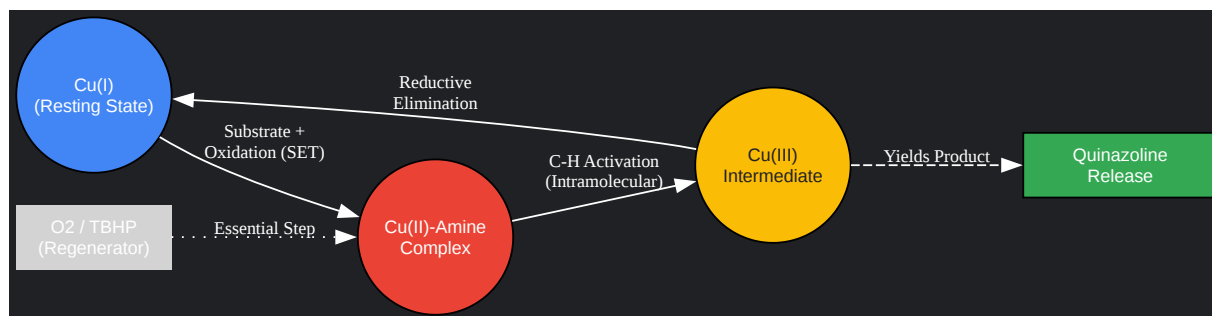 Cu(I)
(Resting State)
Reductive
Elimination
Substrate +
Oxidation (SET)
C-H Activation
(Intramolecular)
Cu(III)
Intermediate
Yields Product
Quinazoline
Release
O2 / TBHP
(Regenerator)
Essential Step
Cu(II)-Amine
Complex